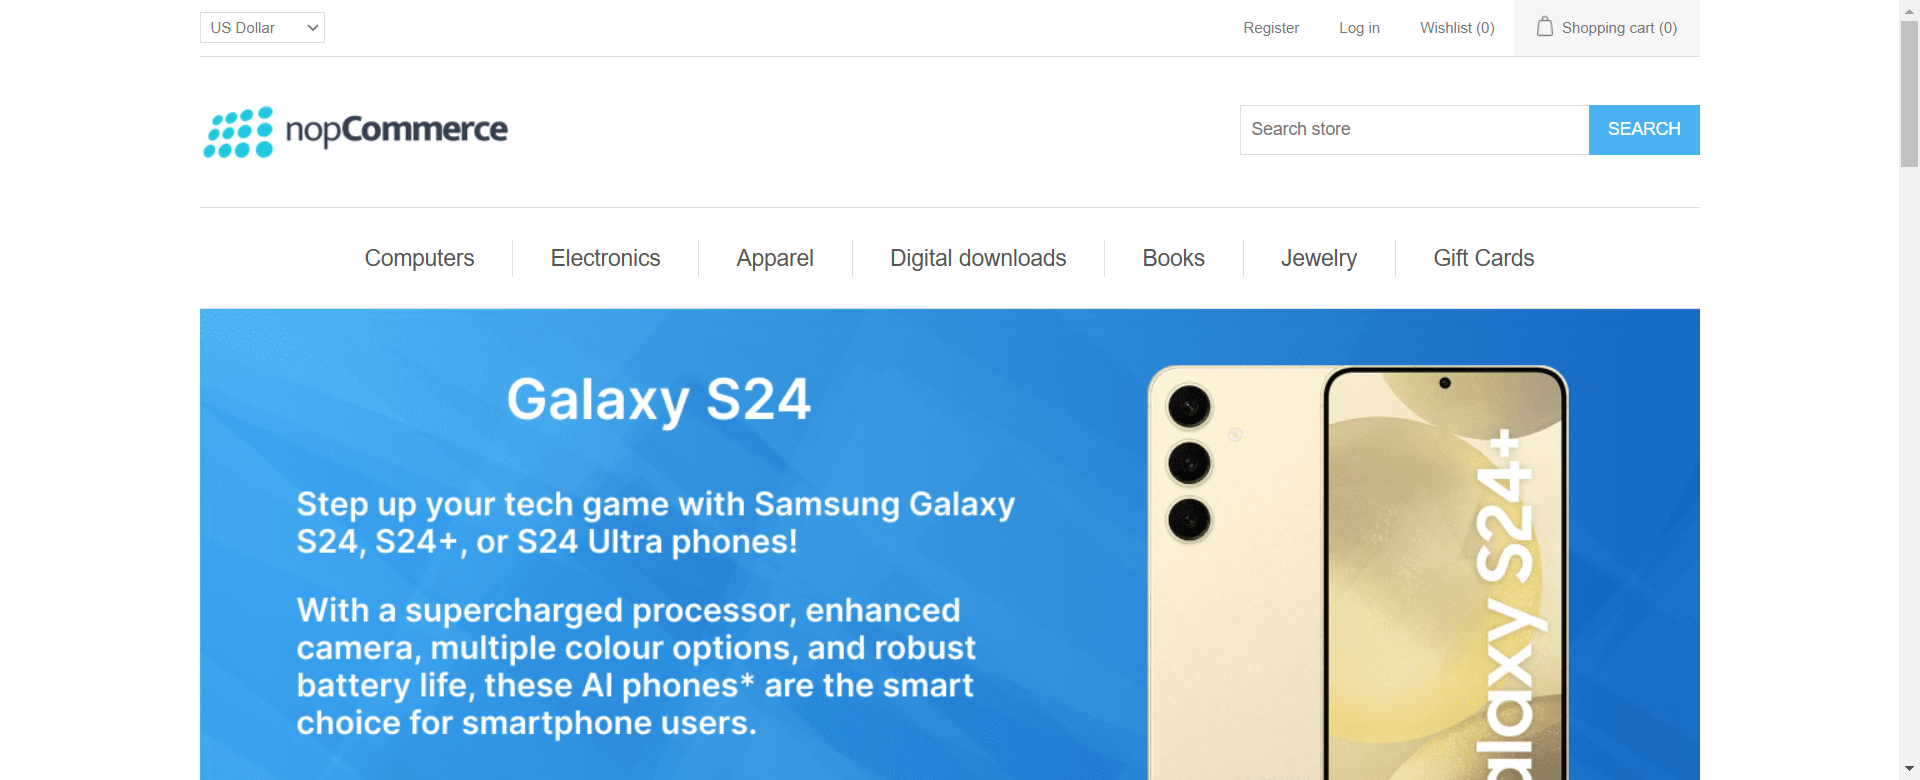 US Dollar
Register
Log in
Wishlist (0)
Shopping cart (0)
nopCommerce
Search store
SEARCH
Computers
Electronics
Apparel
Digital downloads
Books
Jewelry
Gift Cards
Galaxy S24
Step up your tech game with Samsung Galaxy
S24, S24+, or S24 Ultra phones!
With a supercharged processor, enhanced
camera, multiple colour options, and robust
battery life, these AI phones* are the smart
choice for smartphone users.
alaxy S24+